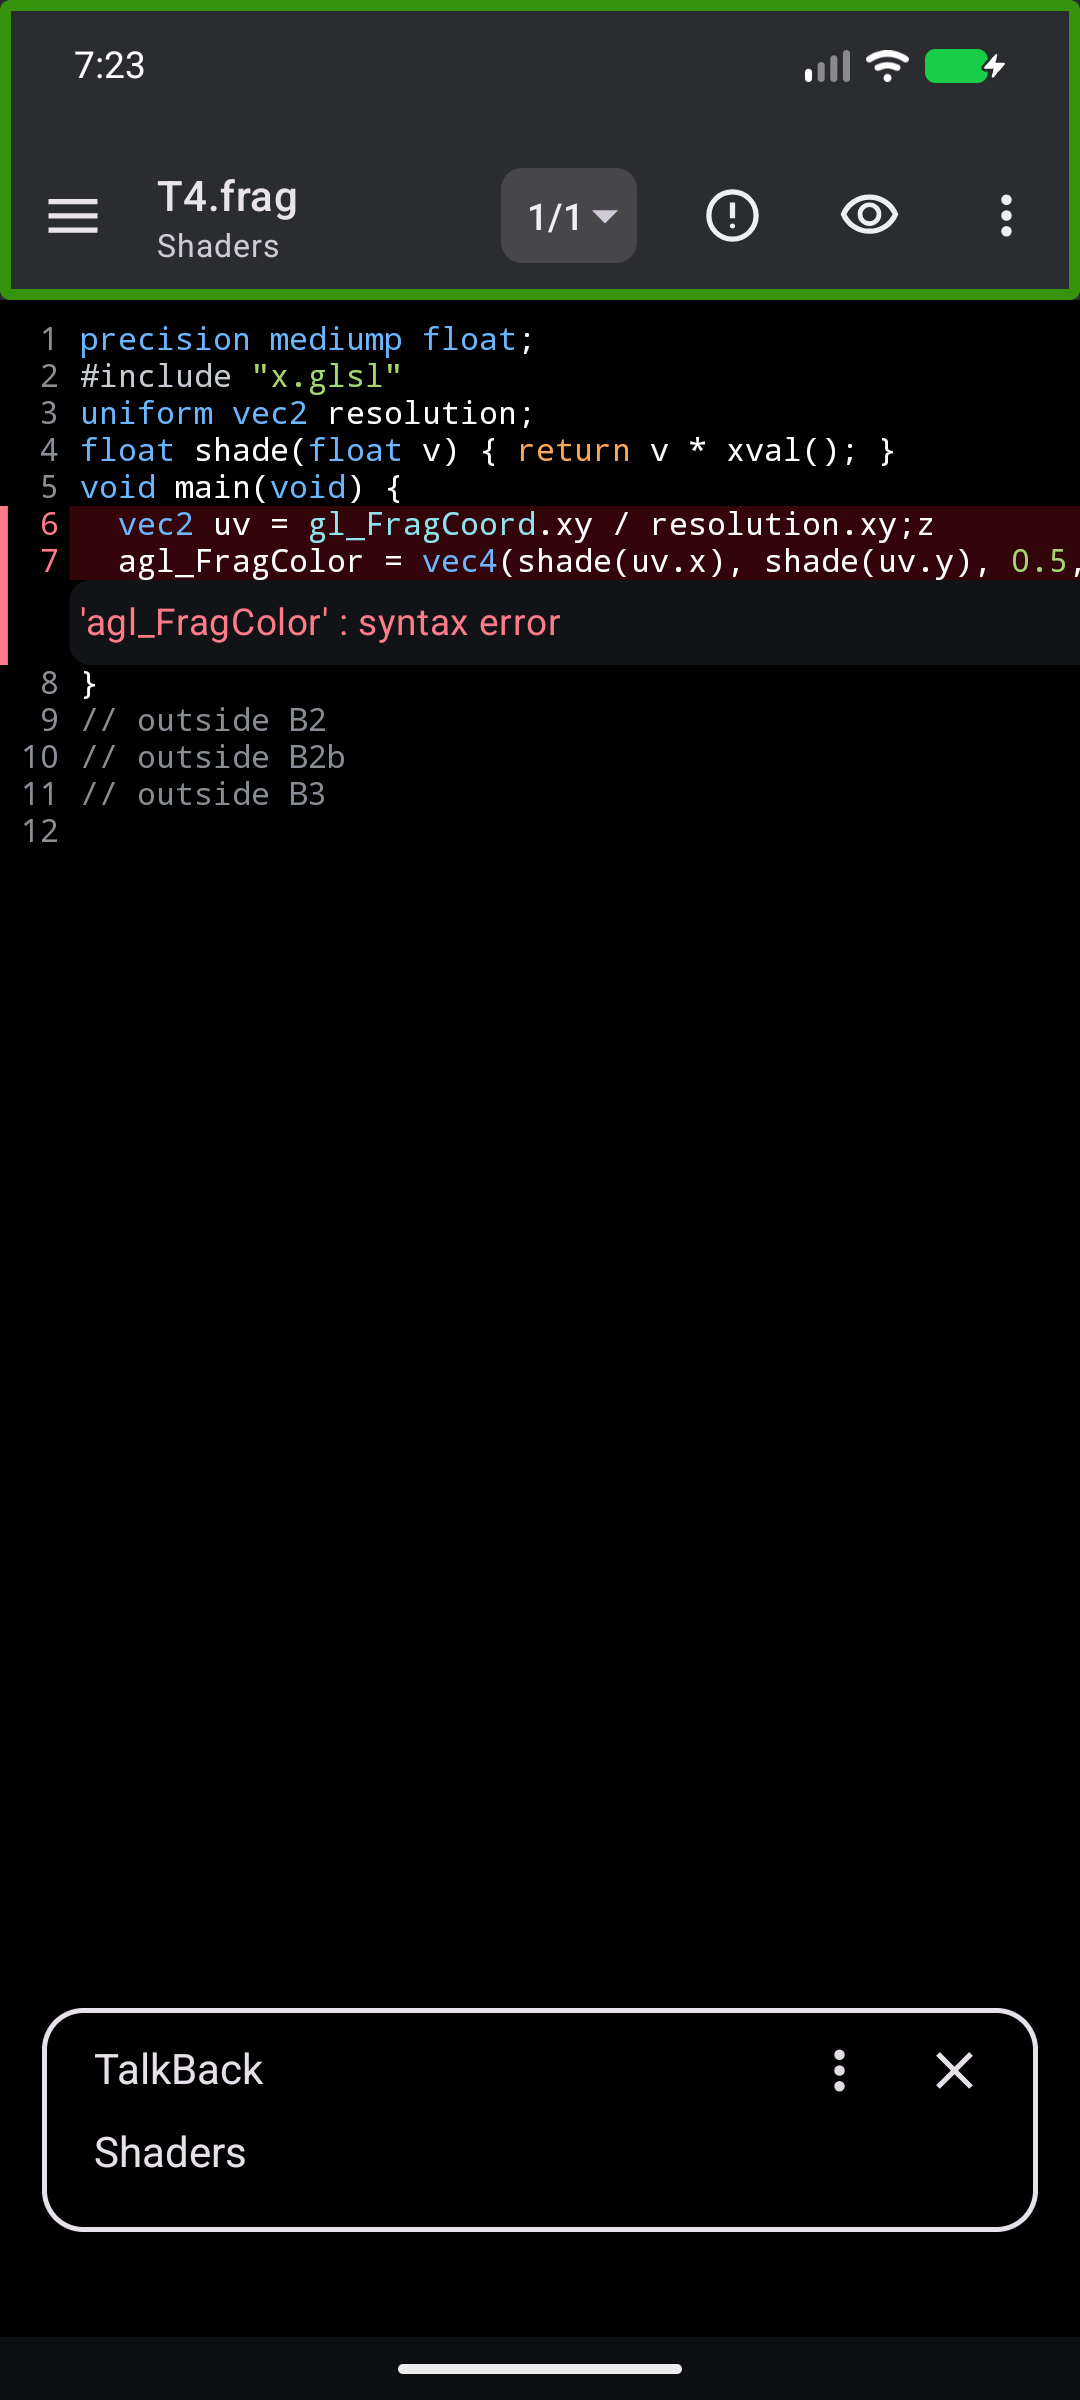 7:23
T4.frag
Shaders
1/1
1 precision mediump float;
2 #include "x.glsl"
3 uniform vec2 resolution;
4 float shade(float v) { return v * xval(); }
5 void main(void) {
6   vec2 uv = gl_FragCoord.xy / resolution.xy;z
7   agl_FragColor = vec4(shade(uv.x), shade(uv.y), 0.5,
'agl_FragColor' : syntax error
8 }
9 // outside B2
10 // outside B2b
11 // outside B3
12
TalkBack
Shaders